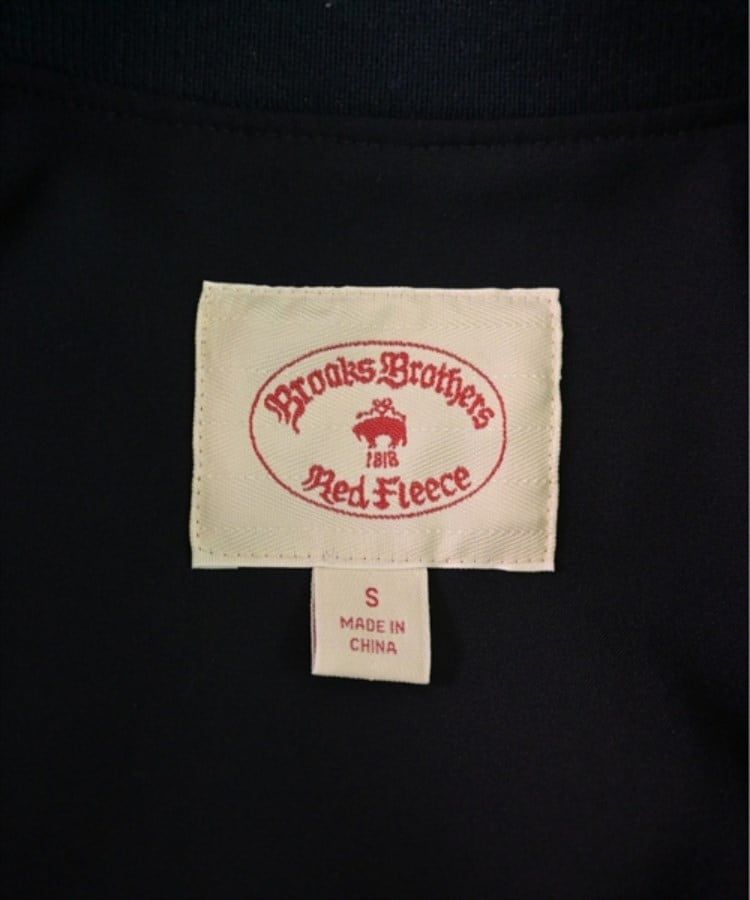 Brooks Brothers
1818
Red Fleece
S
MADE IN
CHINA